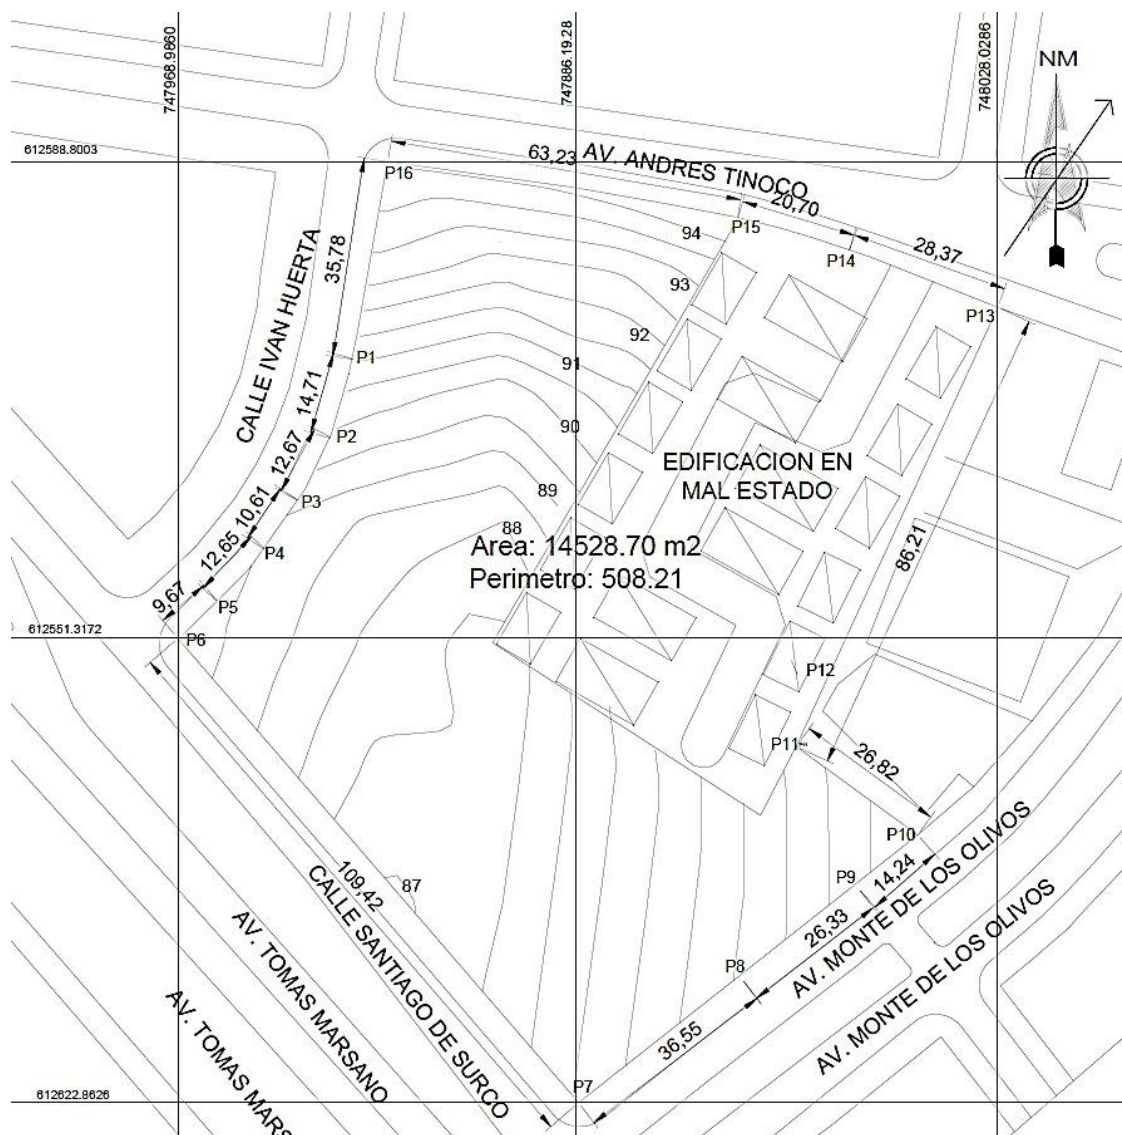 747968.9860
747886.19.28
748028.0286
NM
612588.8003
P16
63,23
AV. ANDRES TINOCO
20,70
P15
94
P14
28,37
93
P13
35,78
CALLE IVAN HUERTA
92
P1
91
14,71
90
P2
12,67
EDIFICACION EN
MAL ESTADO
89
P3
10,61
88
Area: 14528.70 m2
Perimetro: 508.21
86,21
P4
12,65
9,67
P5
612551.3172
P6
P12
P11
26,82
P10
14,24
P9
87
109,42
CALLE SANTIAGO DE SURCO
26,33
AV. MONTE DE LOS OLIVOS
P8
AV. TOMAS MARSANO
36,55
AV. MONTE DE LOS OLIVOS
AV. TOMAS MARS
P7
612622.8626